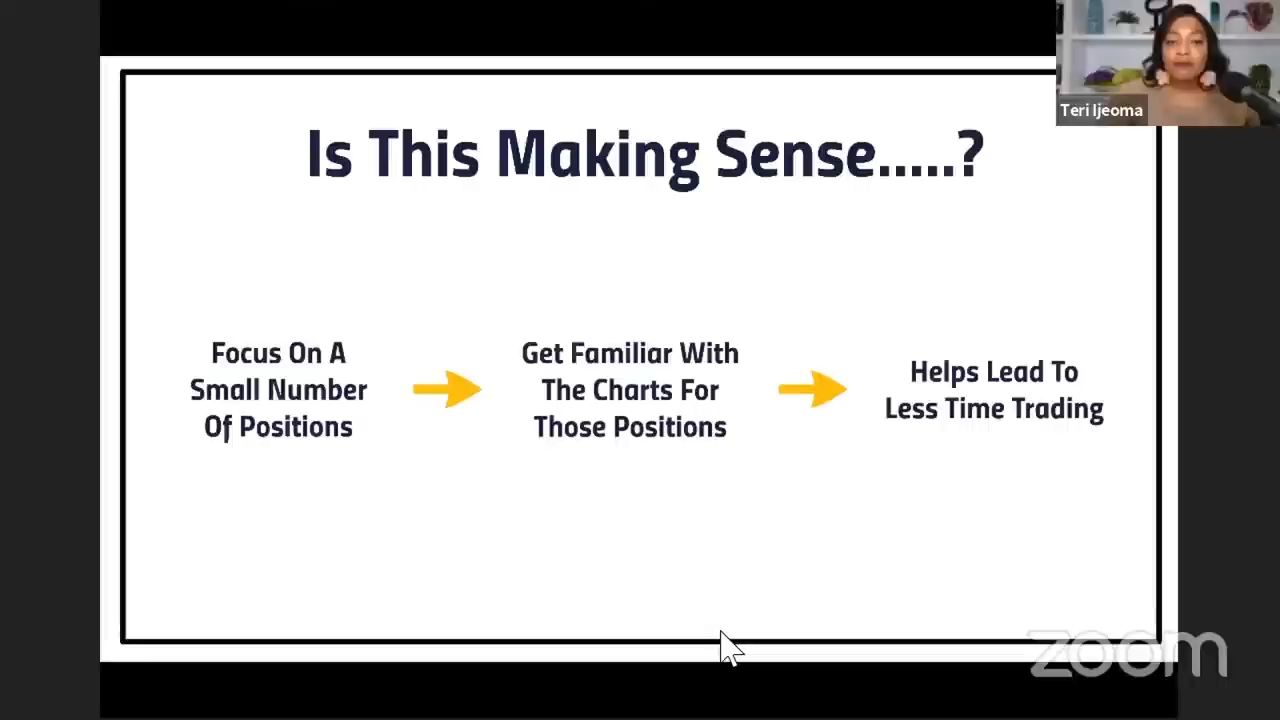 Teri Ijeoma
Is This Making Sense.....?
Focus On A
Small Number
Of Positions
Get Familiar With
The Charts For
Those Positions
Helps Lead To
Less Time Trading
zoom